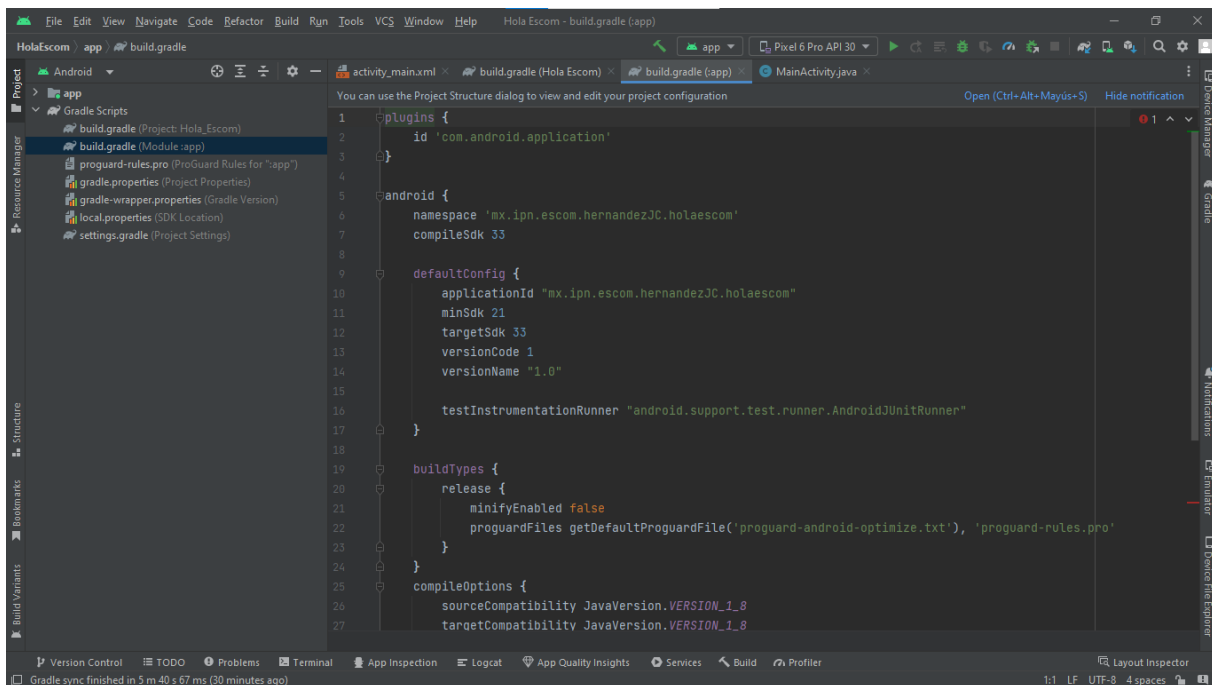 File Edit View Navigate Code Refactor Build Run Tools VCS Window Help Hola Escom - build.gradle (:app)
HolaEscom app build.gradle
app
Pixel 6 Pro API 30
Android
activity_main.xml
build.gradle (Hola Escom)
build.gradle (:app)
MainActivity.java
You can use the Project Structure dialog to view and edit your project configuration
Open (Ctrl+Alt+Mayús+S) Hide notification
app
Gradle Scripts
build.gradle (Project: Hola_Escom)
build.gradle (Module :app)
proguard-rules.pro (ProGuard Rules for ":app")
gradle.properties (Project Properties)
gradle-wrapper.properties (Gradle Version)
local.properties (SDK Location)
settings.gradle (Project Settings)
1 plugins {
2 id 'com.android.application'
3 }
4
5 android {
6 namespace 'mx.ipn.escom.hernandezJC.holaescom'
7 compileSdk 33
8
9 defaultConfig {
10 applicationId "mx.ipn.escom.hernandezJC.holaescom"
11 minSdk 21
12 targetSdk 33
13 versionCode 1
14 versionName "1.0"
15
16 testInstrumentationRunner "android.support.test.runner.AndroidJUnitRunner"
17 }
18
19 buildTypes {
20 release {
21 minifyEnabled false
22 proguardFiles getDefaultProguardFile('proguard-android-optimize.txt'), 'proguard-rules.pro'
23 }
24 }
25 compileOptions {
26 sourceCompatibility JavaVersion.VERSION_1_8
27 targetCompatibility JavaVersion.VERSION_1_8
1
Project
Resource Manager
Structure
Bookmarks
Build Variants
Device Manager
Gradle
Notifications
Emulator
Device File Explorer
Version Control TODO Problems Terminal App Inspection Logcat App Quality Insights Services Build Profiler Layout Inspector
Gradle sync finished in 5 m 40 s 67 ms (30 minutes ago)
1:1 LF UTF-8 4 spaces